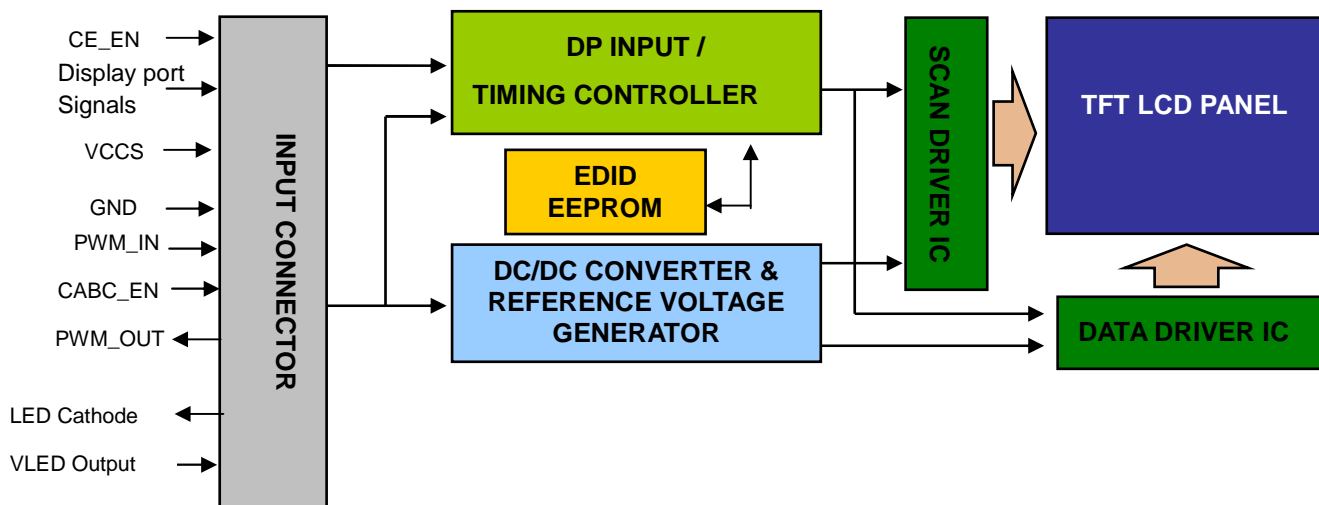 CE_EN
Display port
Signals
VCCS
GND
PWM_IN
CABC_EN
PWM_OUT
LED Cathode
VLED Output
INPUT CONNECTOR
DP INPUT /
TIMING CONTROLLER
EDID
EEPROM
DC/DC CONVERTER &
REFERENCE VOLTAGE
GENERATOR
SCAN DRIVER IC
TFT LCD PANEL
DATA DRIVER IC